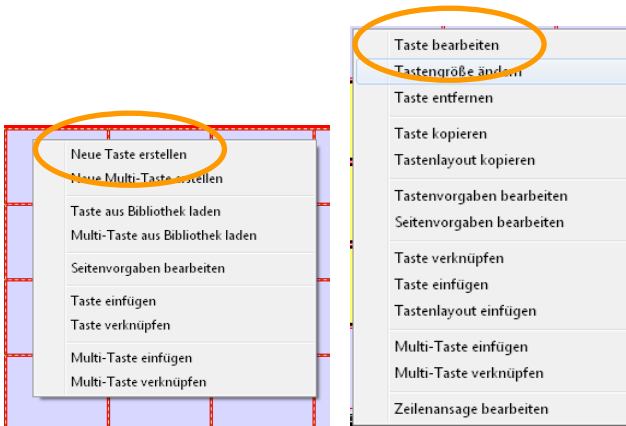 Neue Taste erstellen
Neue Multi-Taste erstellen
Taste aus Bibliothek laden
Multi-Taste aus Bibliothek laden
Seitenvorgaben bearbeiten
Taste einfügen
Taste verknüpfen
Multi-Taste einfügen
Multi-Taste verknüpfen
Taste bearbeiten
Tastengröße ändern
Taste entfernen
Taste kopieren
Tastenlayout kopieren
Tastenvorgaben bearbeiten
Seitenvorgaben bearbeiten
Taste verknüpfen
Taste einfügen
Tastenlayout einfügen
Multi-Taste einfügen
Multi-Taste verknüpfen
Zeilenansage bearbeiten